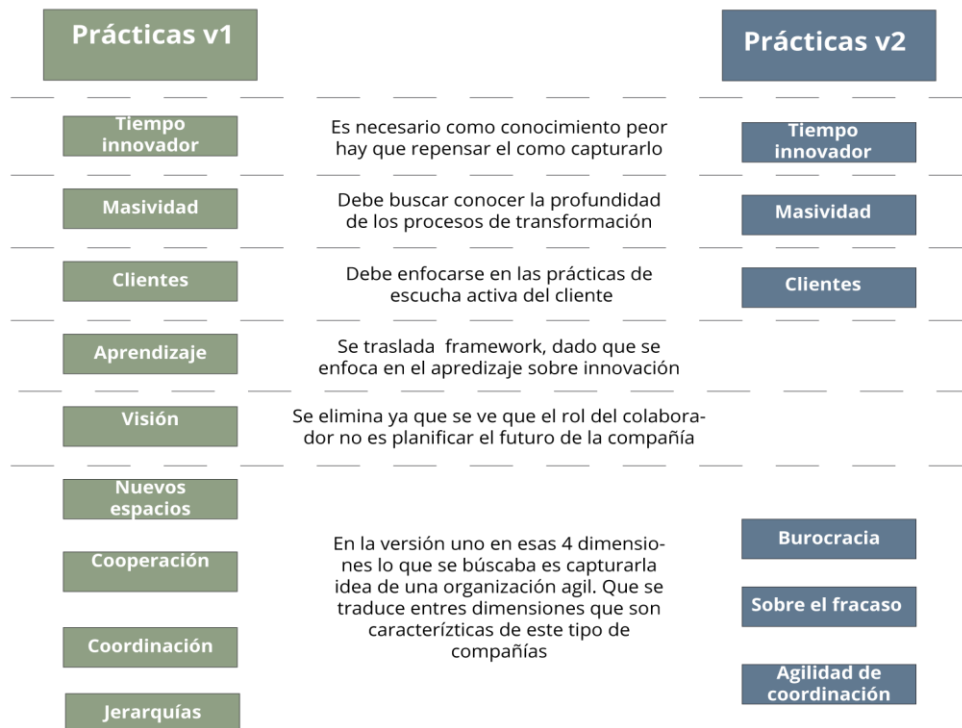 Prácticas v1
Prácticas v2
Tiempo
innovador
Es necesario como conocimiento peor
hay que repensar el como capturarlo
Tiempo
innovador
Masividad
Debe buscar conocer la profundidad
de los procesos de transformación
Masividad
Clientes
Debe enfocarse en las prácticas de
escucha activa del cliente
Clientes
Aprendizaje
Se traslada framework, dado que se
enfoca en el apredizaje sobre innovación
Visión
Se elimina ya que se ve que el rol del colabora-
dor no es planificar el futuro de la compañía
Nuevos
espacios
Cooperación
Coordinación
Jerarquías
En la versión uno en esas 4 dimensio-
nes lo que se búscaba es capturarla
idea de una organización agil. Que se
traduce entres dimensiones que son
caracterízticas de este tipo de
compañías
Burocracia
Sobre el fracaso
Agilidad de
coordinación